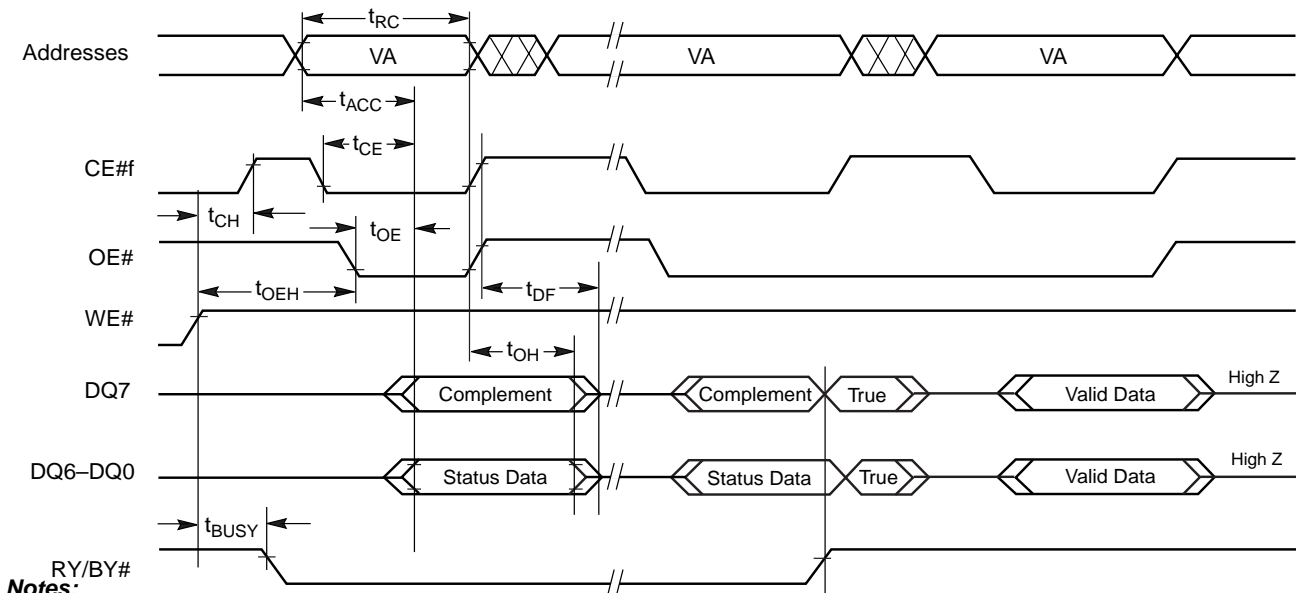 tRC
Addresses VA VA VA
tACC
tCE
CE#f
tCH tOE
OE#
tOEH tDF
WE#
tOH
DQ7 Complement Complement True Valid Data High Z
DQ6–DQ0 Status Data Status Data True Valid Data High Z
tBUSY
RY/BY#
Notes: